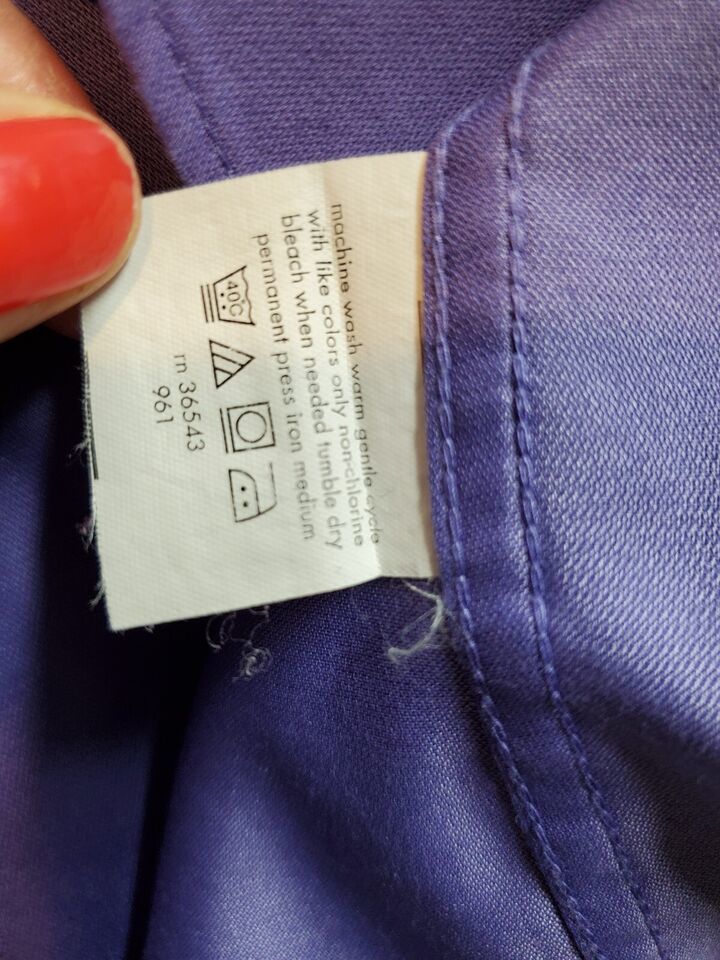 machine wash warm gentle cycle
with like colors only non-chlorine
bleach when needed tumble dry
permanent press iron medium
40C
rn 36543
961